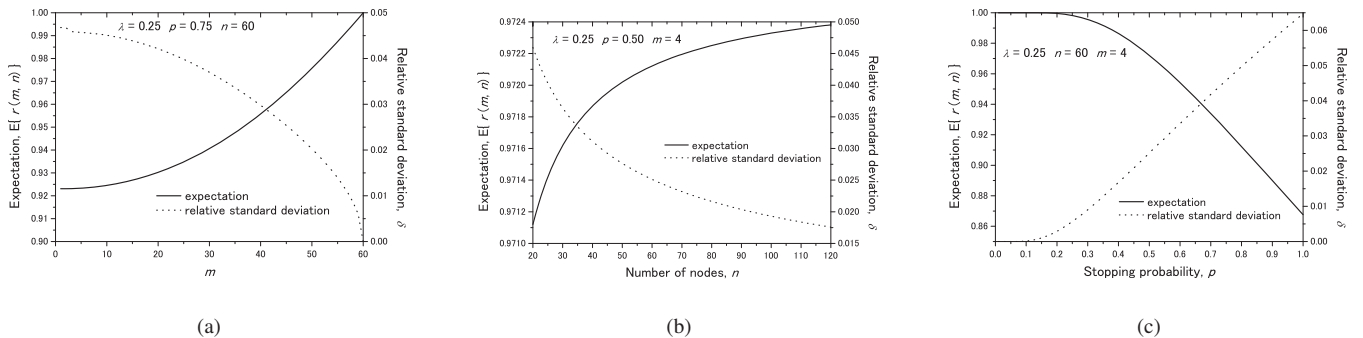 1.00
0.99
0.98
0.97
0.96
0.95
0.94
0.93
0.92
0.91
0.90
Expectation, E[ r (m, n) }
λ = 0.25 p = 0.75 n = 60
expectation
relative standard deviation
0 10 20 30 40 50 60
m
0.05
0.04
0.03
0.02
0.01
0.00
Relative standard deviation, δ
(a)
0.9724
0.9722
0.9720
0.9718
0.9716
0.9714
0.9712
0.9710
Expectation, E[ r (m, n) }
λ = 0.25 p = 0.50 m = 4
expectation
relative standard deviation
20 30 40 50 60 70 80 90 100 110 120
Number of nodes, n
0.050
0.045
0.040
0.035
0.030
0.025
0.020
0.015
Relative standard deviation, δ
(b)
1.00
0.98
0.96
0.94
0.92
0.90
0.88
0.86
Expectation, E[ r (m, n) }
λ = 0.25 n = 60 m = 4
expectation
relative standard deviation
0.0 0.1 0.2 0.3 0.4 0.5 0.6 0.7 0.8 0.9 1.0
Stopping probability, p
0.06
0.05
0.04
0.03
0.02
0.01
0.00
Relative standard deviation, δ
(c)